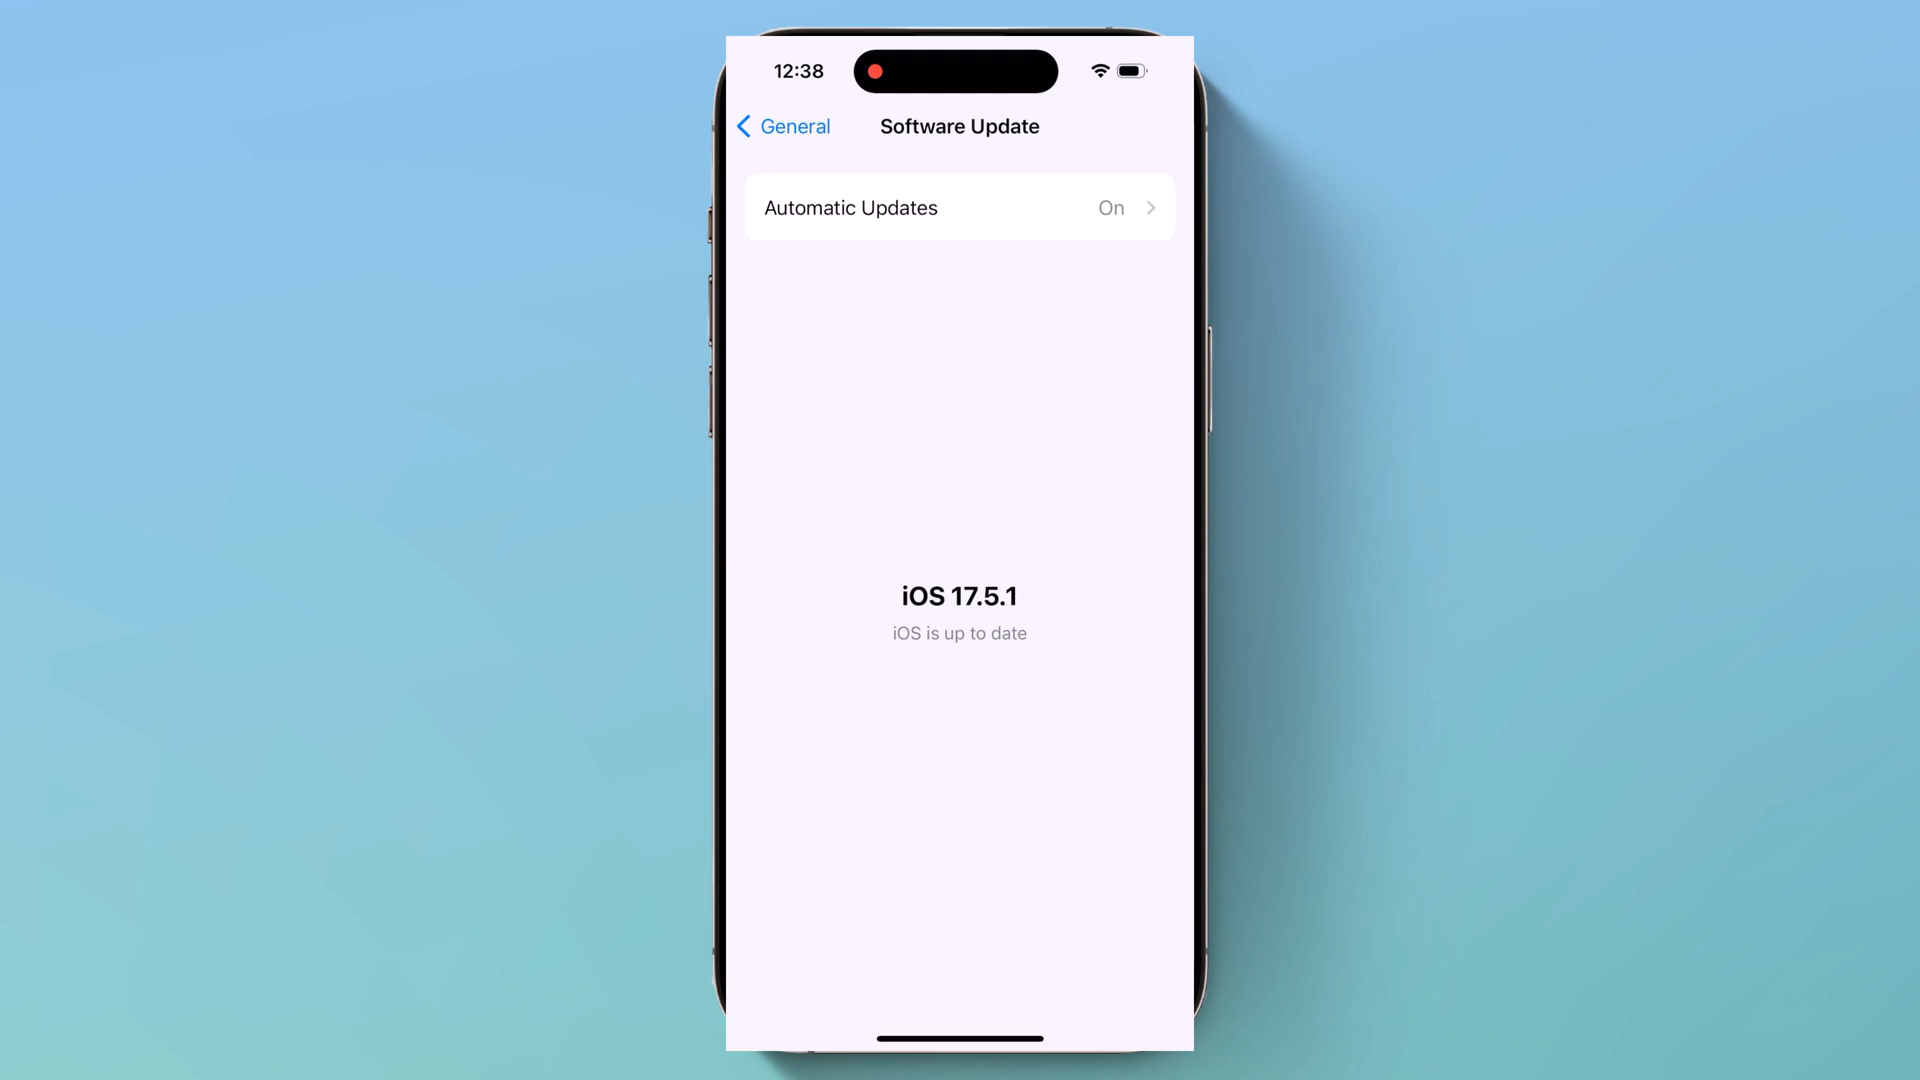 12:38
General
Software Update
Automatic Updates On
iOS 17.5.1
iOS is up to date